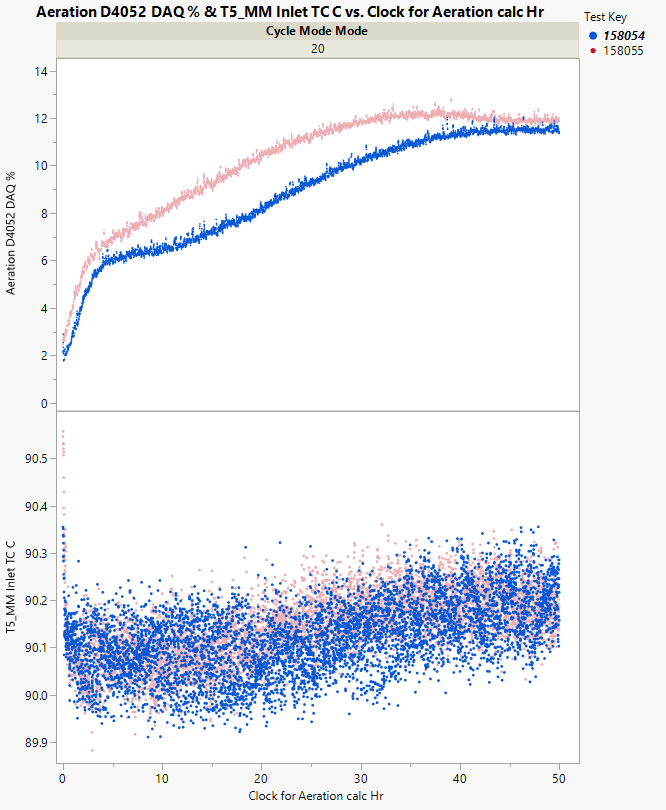 Aeration D4052 DAQ % & T5_MM Inlet TC C vs. Clock for Aeration calc Hr
Test Key
158054
158055
Cycle Mode Mode
20
14
12
10
8
6
4
2
0
Aeration D4052 DAQ %
90.5
90.4
90.3
90.2
90.1
90.0
89.9
T5_MM Inlet TC C
0 10 20 30 40 50
Clock for Aeration calc Hr